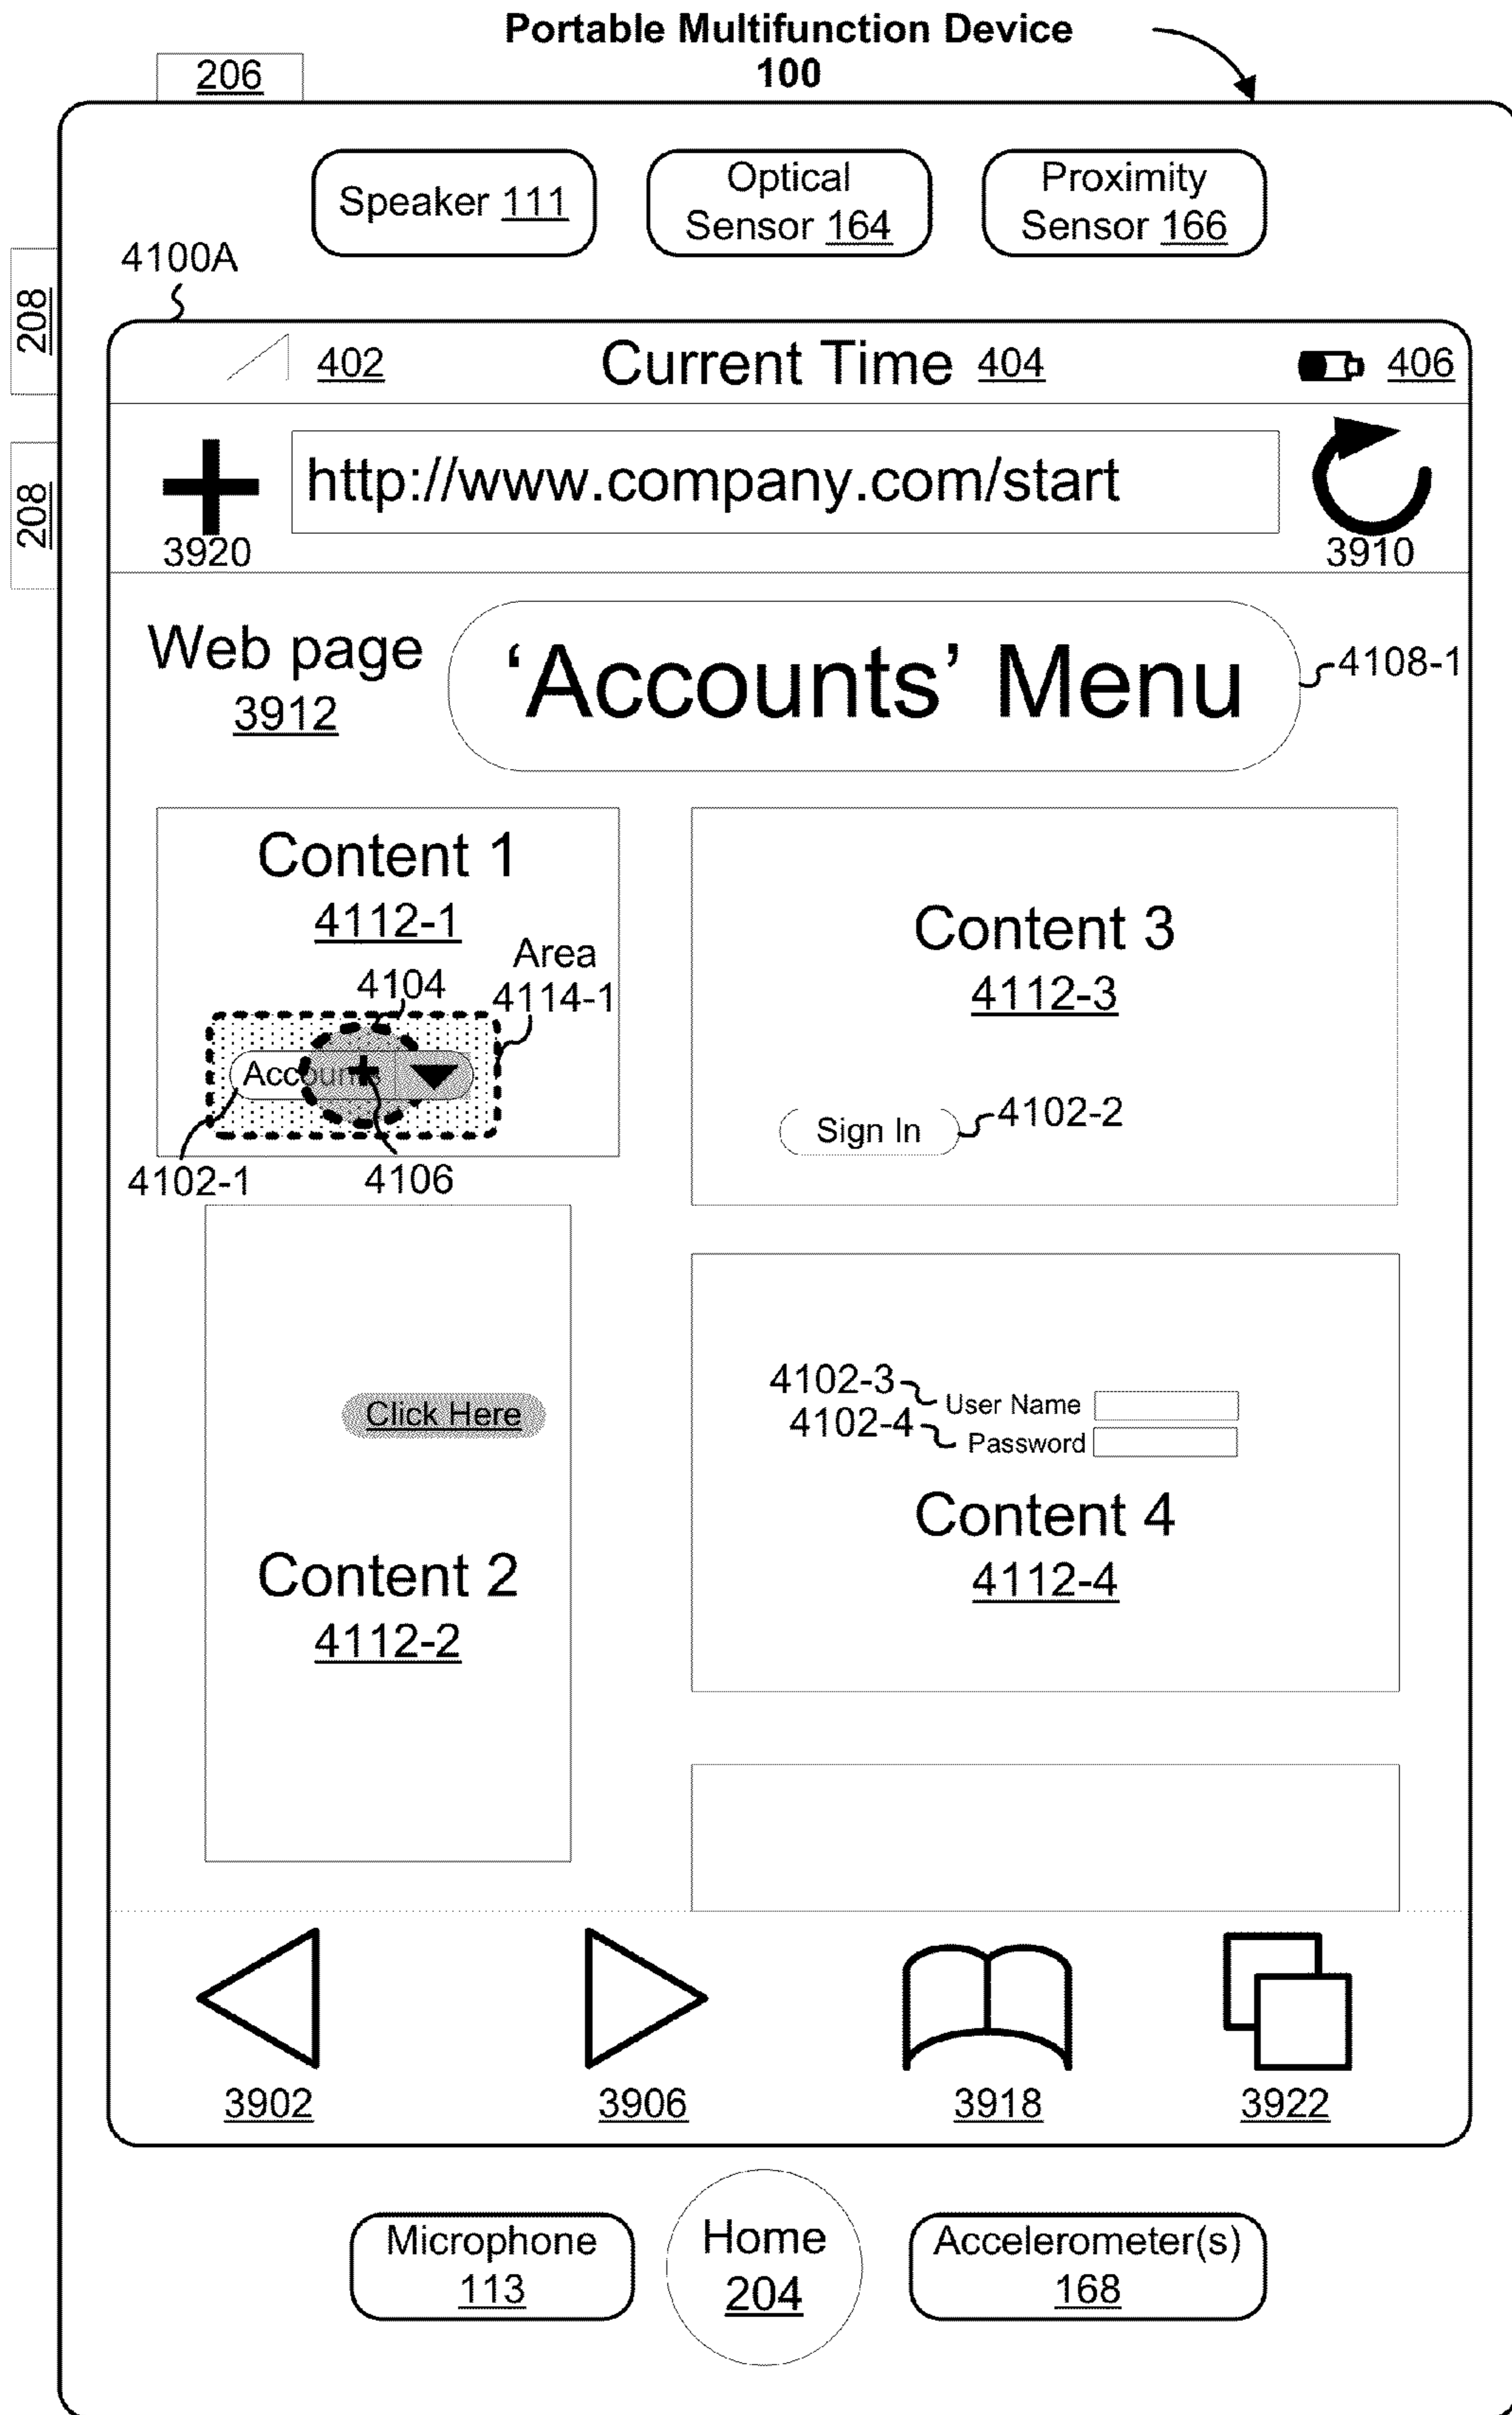 Portable Multifunction Device
100
206
Speaker 111
Optical
Sensor 164
Proximity
Sensor 166
4100A
208
402
Current Time 404
406
208
http://www.company.com/start
3920
3910
Web page
3912
‘Accounts’ Menu
4108-1
Content 1
4112-1
Area
4104
4114-1
Accounts
4102-1
4106
Content 3
4112-3
Sign In
4102-2
Click Here
Content 2
4112-2
4102-3
User Name
4102-4
Password
Content 4
4112-4
3902
3906
3918
3922
Microphone
113
Home
204
Accelerometer(s)
168